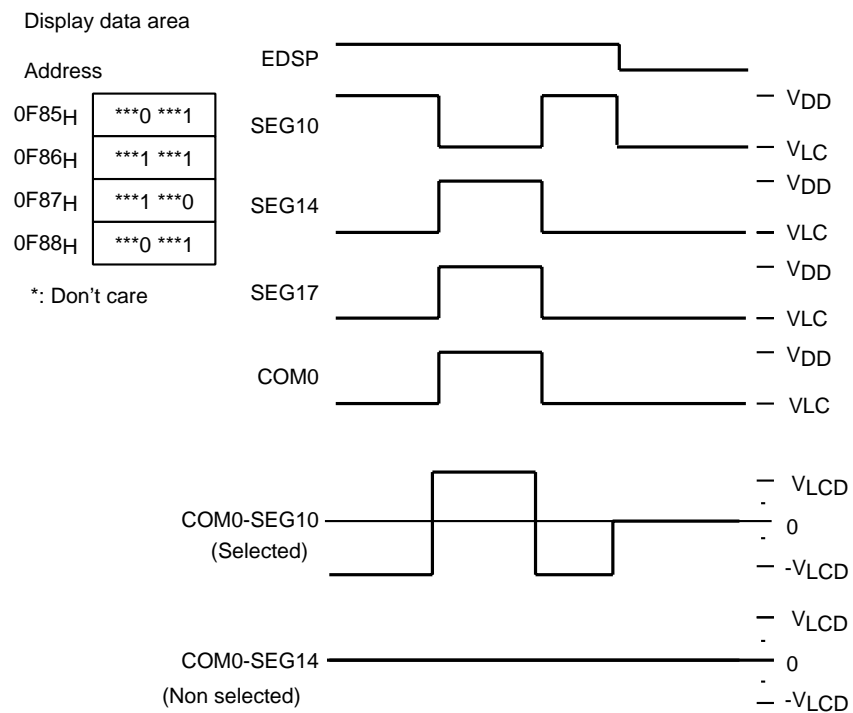 Display data area
Address
0F85H ***0 ***1
0F86H ***1 ***1
0F87H ***1 ***0
0F88H ***0 ***1
*: Don't care
EDSP
SEG10
VDD
VLC
SEG14
VDD
VLC
SEG17
VDD
VLC
COM0
VDD
VLC
COM0-SEG10
(Selected)
VLCD
0
-VLCD
COM0-SEG14
(Non selected)
VLCD
0
-VLCD